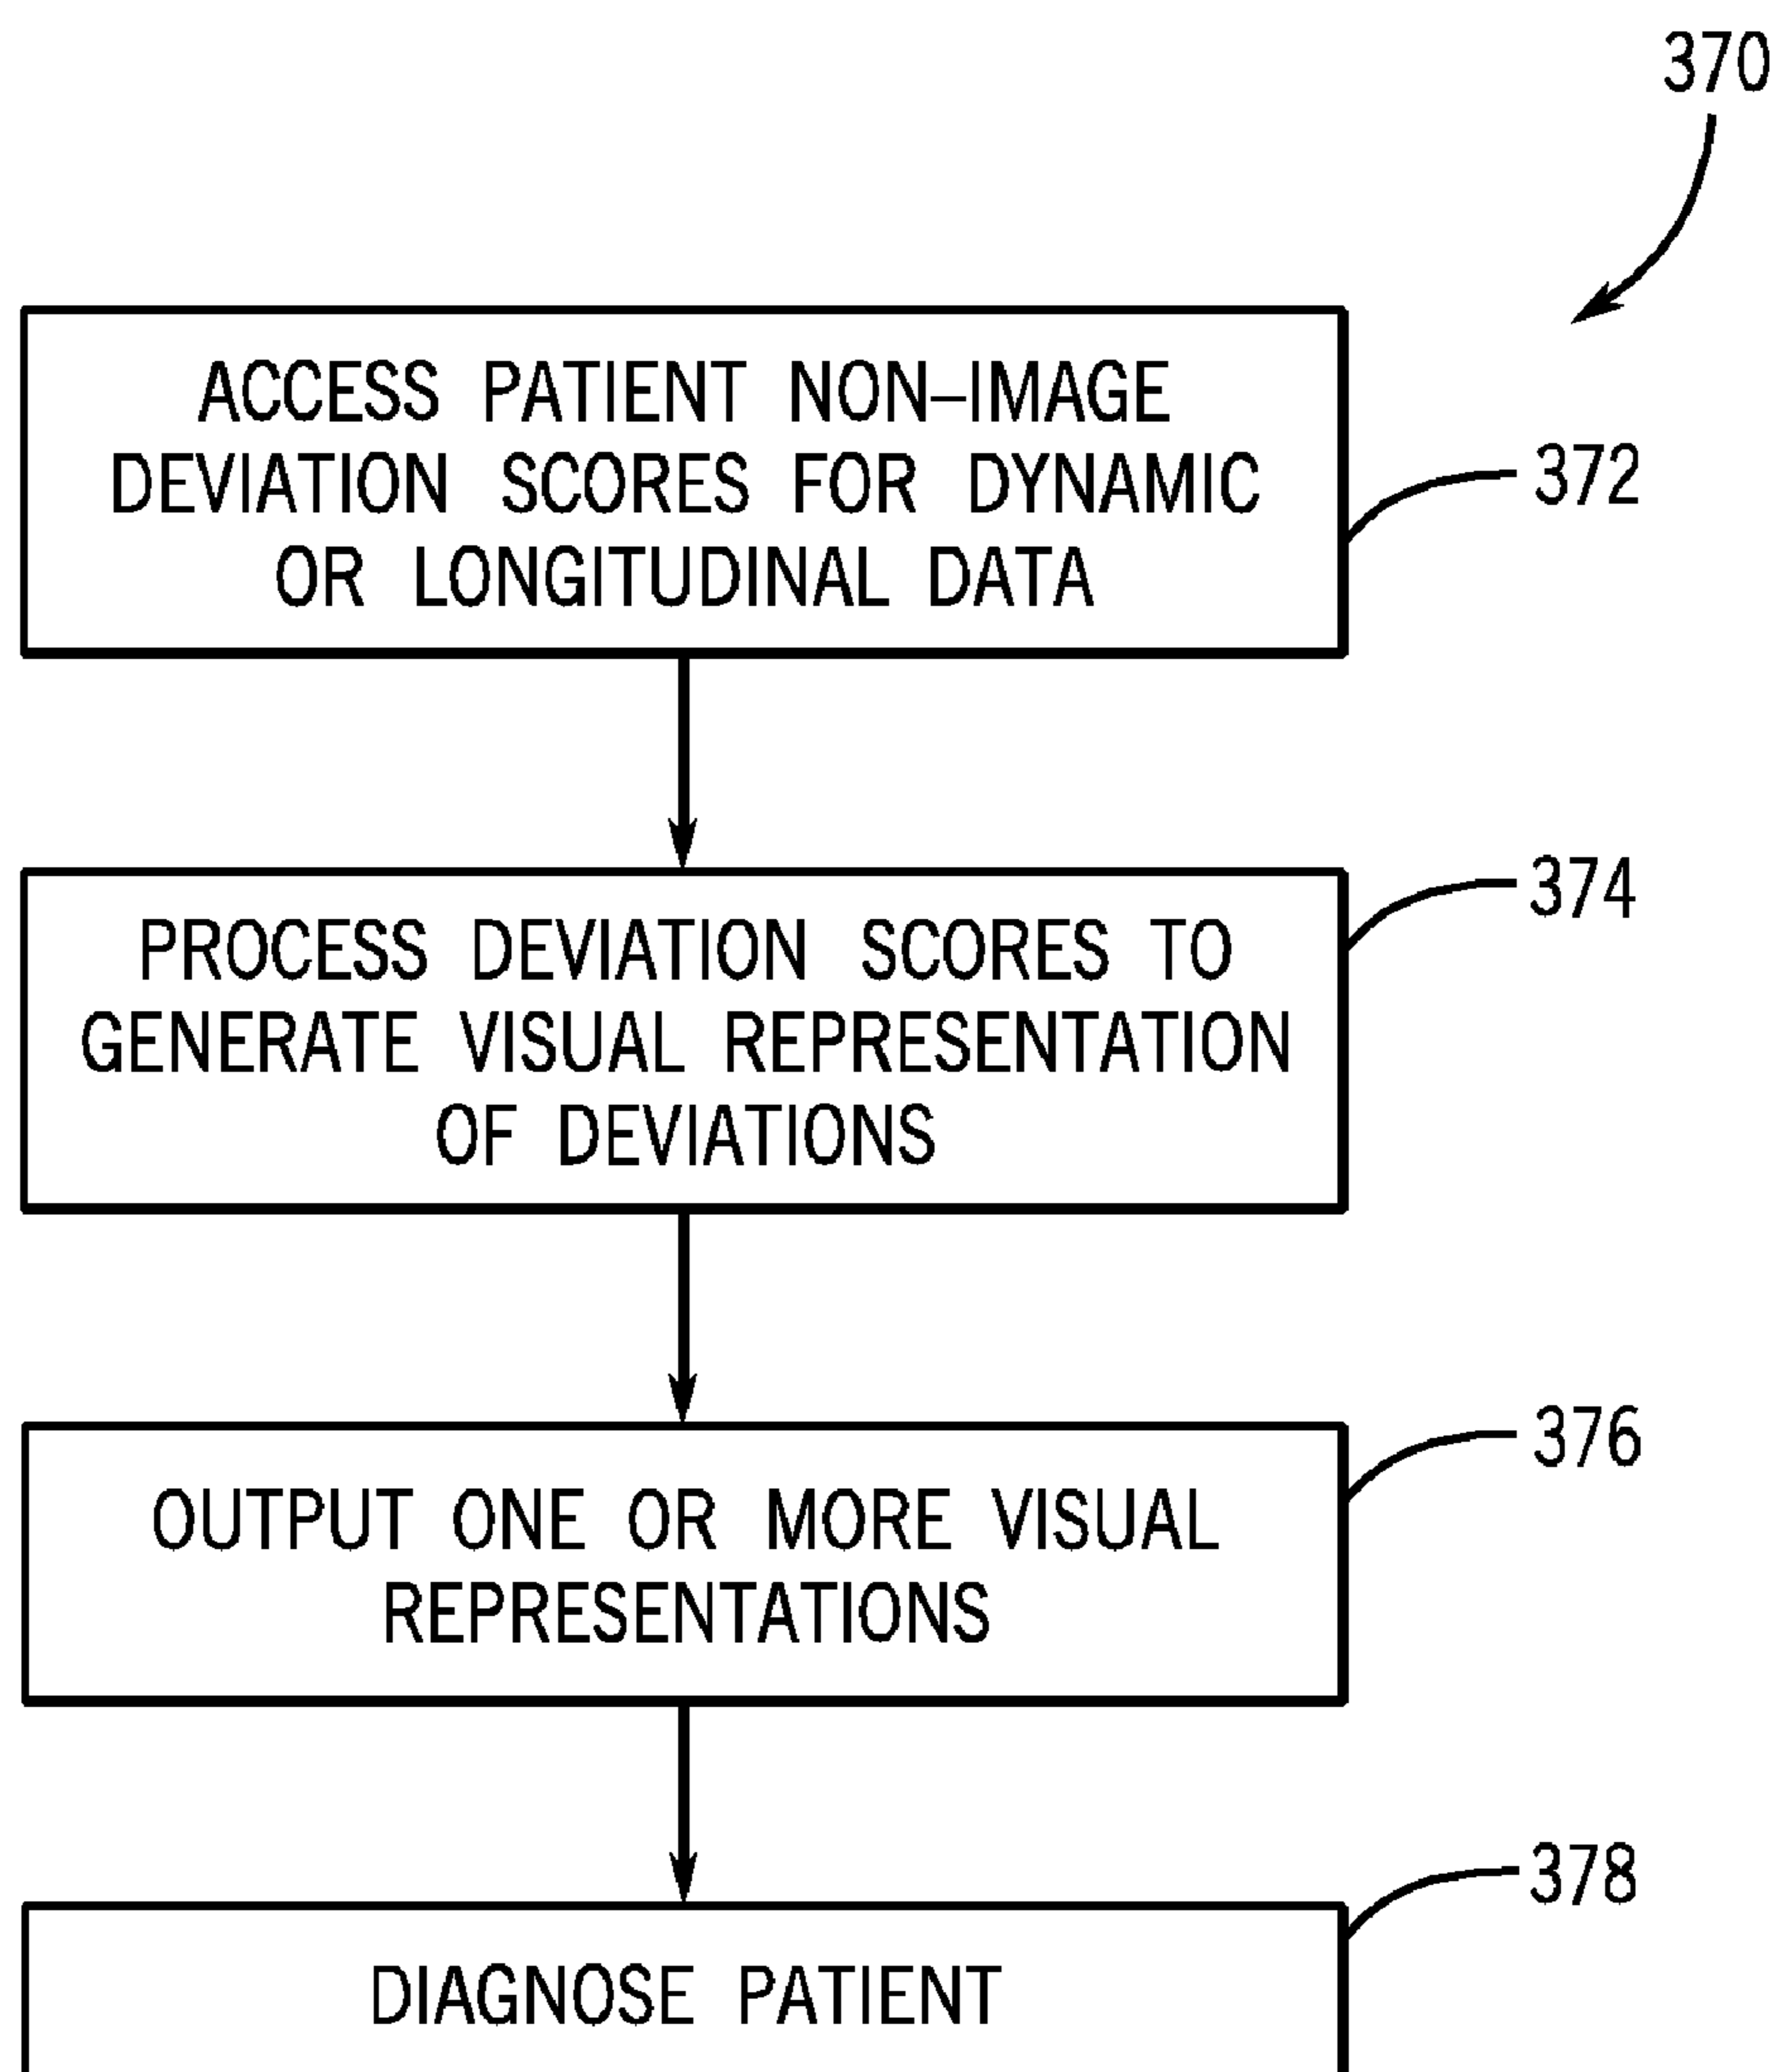 370
ACCESS PATIENT NON-IMAGE
DEVIATION SCORES FOR DYNAMIC
OR LONGITUDINAL DATA
372
PROCESS DEVIATION SCORES TO
GENERATE VISUAL REPRESENTATION
OF DEVIATIONS
374
OUTPUT ONE OR MORE VISUAL
REPRESENTATIONS
376
DIAGNOSE PATIENT
378